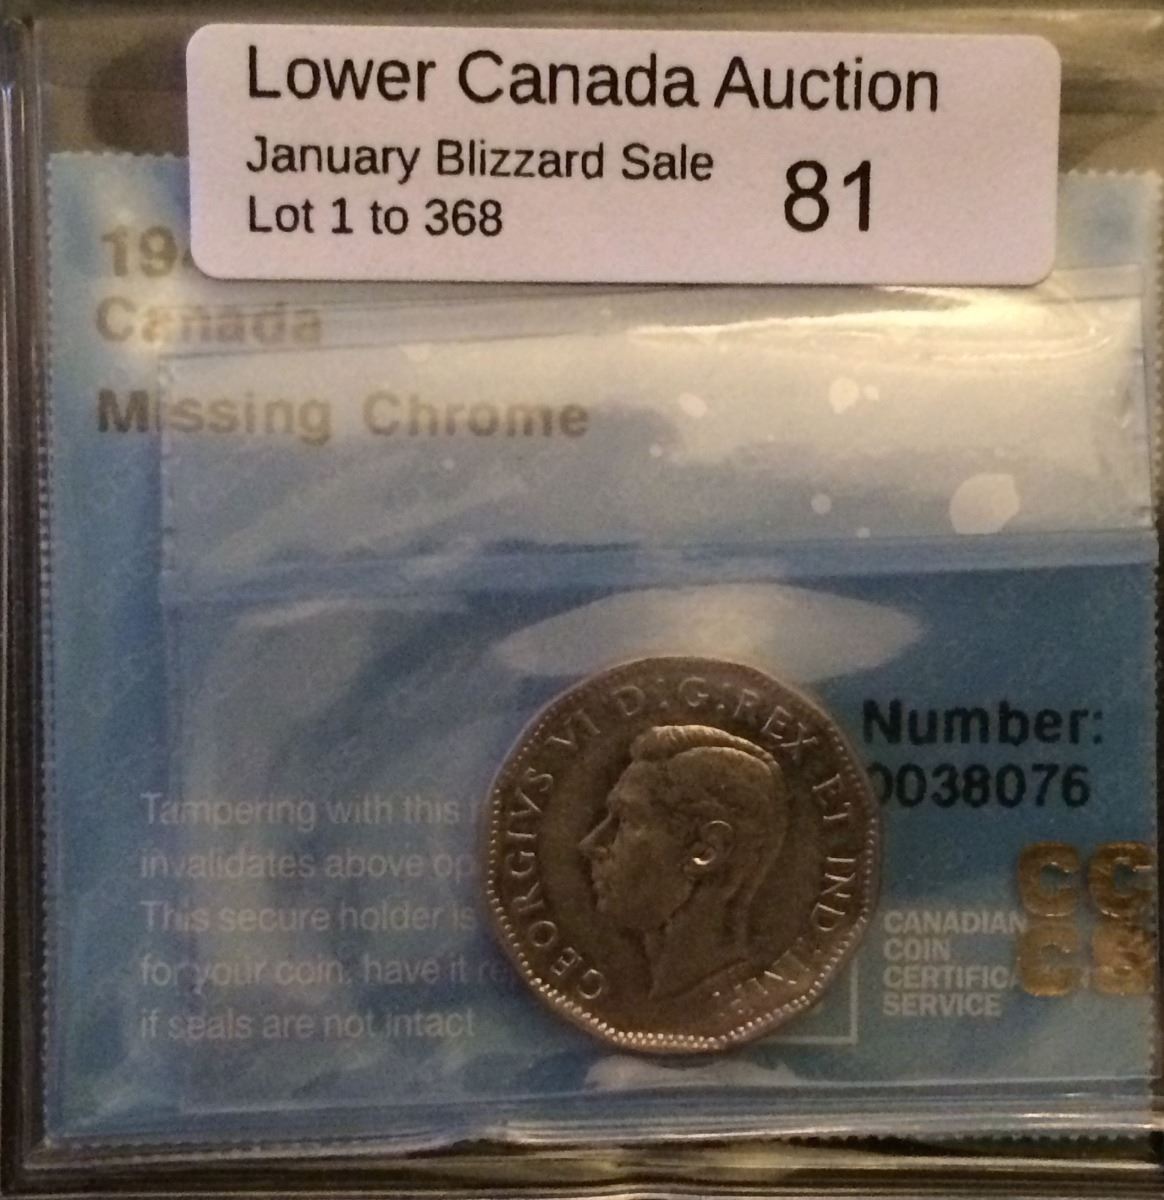 Lower Canada Auction
January Blizzard Sale
Lot 1 to 368
81
Canada
Missing Chrome
GEORGIVS VI D:G:REX ET IND:IMP:
Number:
0038076
Tampering with this
invalidates above
This secure holder is
for your coin, have it
if seals are not intact
CANADIAN
COIN
SERVICE
CC
CS